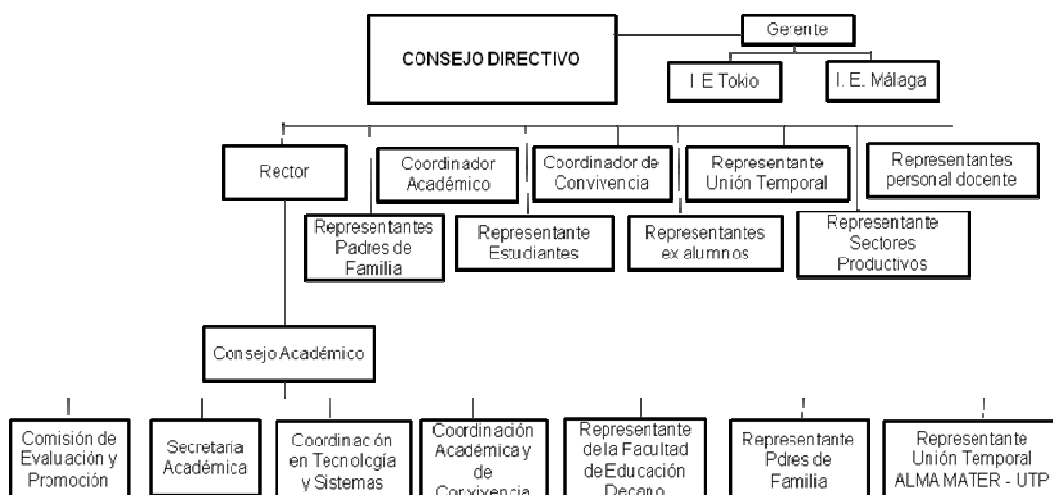 Gerente
CONSEJO DIRECTIVO
I.E Tokio
I. E. Málaga
Rector
Coordinador
Académico
Coordinador de
Convivencia
Representante
Unión Temporal
Representantes
personal docente
Representantes
Padres de
Familia
Representante
Estudiantes
Representantes
ex alumnos
Representante
Sectores
Productivos
Consejo Académico
Comisión de
Evaluación y
Promoción
Secretaría
Académica
Coordinación
en Tecnología
y Sistemas
Coordinación
Académica y
de
Convivencia
Representante
de la Facultad
de Educación
Decano
Representante
Pdres de
Familia
Representante
Unión Temporal
ALMA MATER - UTP